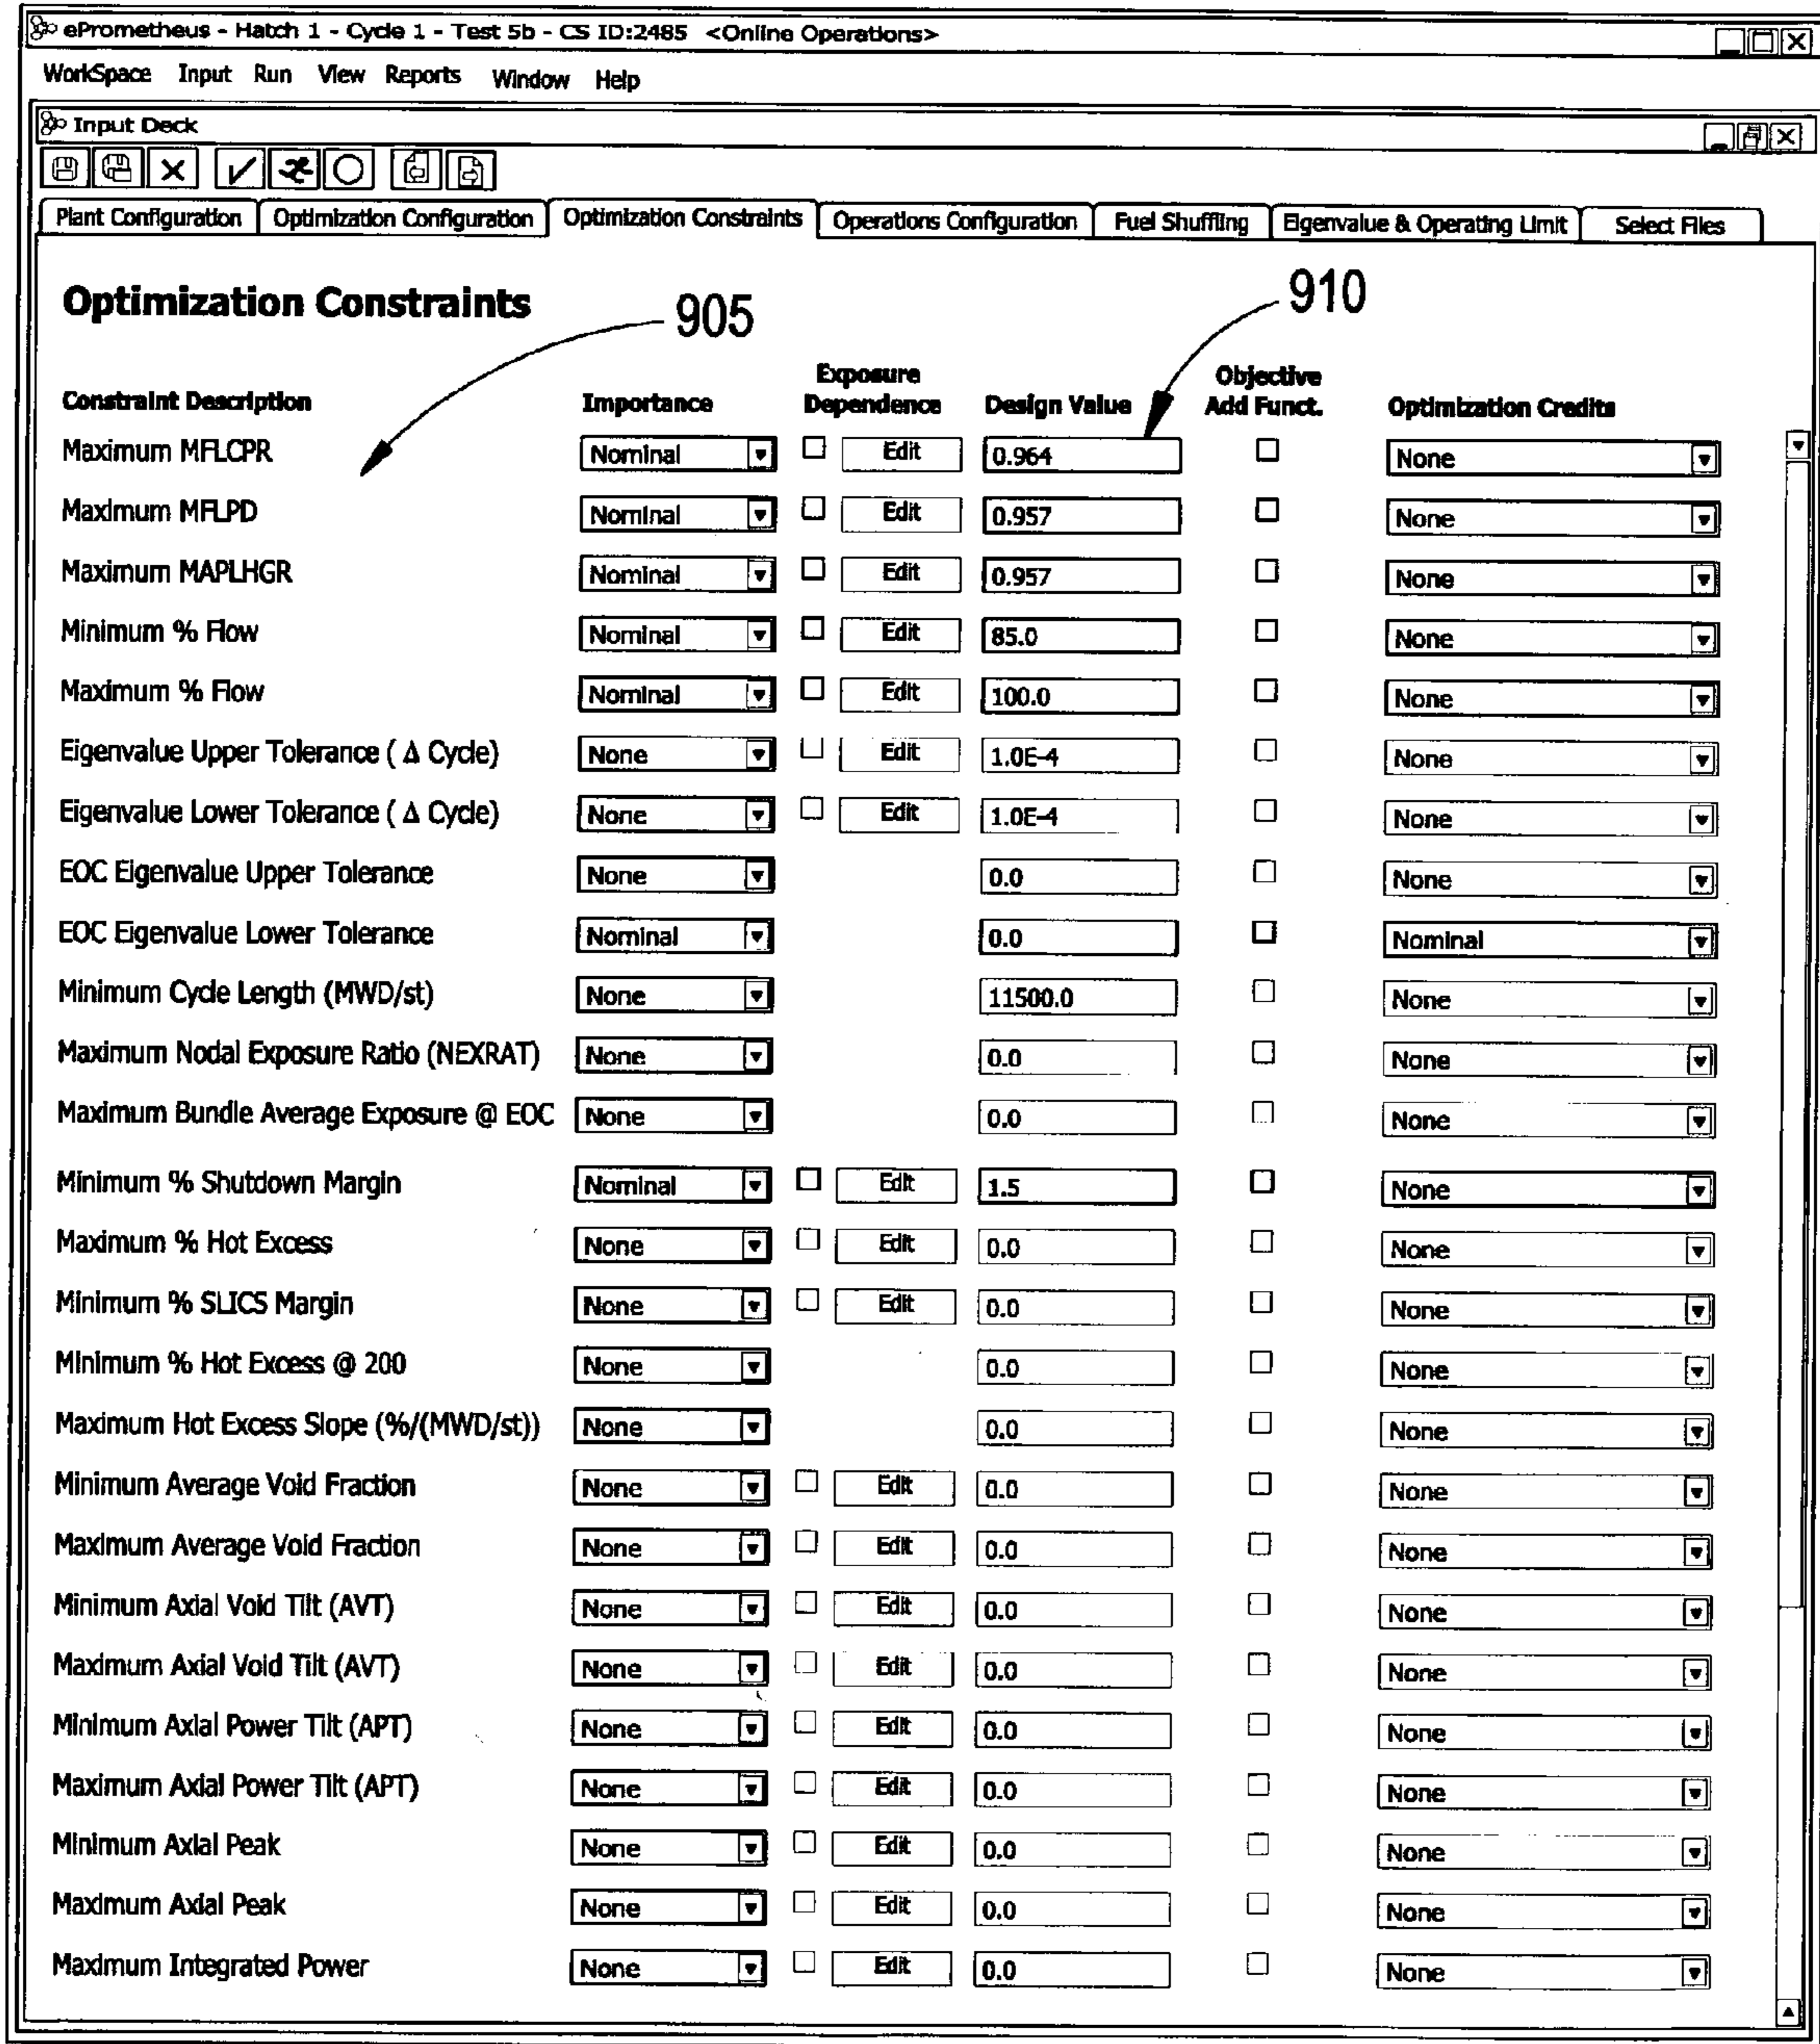 ePrometheus - Hatch 1 - Cycle 1 - Test 5b - CS ID:2485 <Online Operations>
WorkSpace Input Run View Reports Window Help
Input Deck
Plant Configuration Optimization Configuration Optimization Constraints Operations Configuration Fuel Shuffling Eigenvalue & Operating Limit Select Files
Optimization Constraints 905 910
Exposure Objective
Constraint Description Importance Dependence Design Value Add Funct. Optimization Credits
Maximum MFLCPR Nominal Edit 0.964 None
Maximum MFLPD Nominal Edit 0.957 None
Maximum MAPLHGR Nominal Edit 0.957 None
Minimum % Flow Nominal Edit 85.0 None
Maximum % Flow Nominal Edit 100.0 None
Eigenvalue Upper Tolerance ( Δ Cycle) None Edit 1.0E-4 None
Eigenvalue Lower Tolerance ( Δ Cycle) None Edit 1.0E-4 None
EOC Eigenvalue Upper Tolerance None 0.0 None
EOC Eigenvalue Lower Tolerance Nominal 0.0 Nominal
Minimum Cycle Length (MWD/st) None 11500.0 None
Maximum Nodal Exposure Ratio (NEXRAT) None 0.0 None
Maximum Bundle Average Exposure @ EOC None 0.0 None
Minimum % Shutdown Margin Nominal Edit 1.5 None
Maximum % Hot Excess None Edit 0.0 None
Minimum % SLICS Margin None Edit 0.0 None
Minimum % Hot Excess @ 200 None 0.0 None
Maximum Hot Excess Slope (%/(MWD/st)) None 0.0 None
Minimum Average Void Fraction None Edit 0.0 None
Maximum Average Void Fraction None Edit 0.0 None
Minimum Axial Void Tilt (AVT) None Edit 0.0 None
Maximum Axial Void Tilt (AVT) None Edit 0.0 None
Minimum Axial Power Tilt (APT) None Edit 0.0 None
Maximum Axial Power Tilt (APT) None Edit 0.0 None
Minimum Axial Peak None Edit 0.0 None
Maximum Axial Peak None Edit 0.0 None
Maximum Integrated Power None Edit 0.0 None